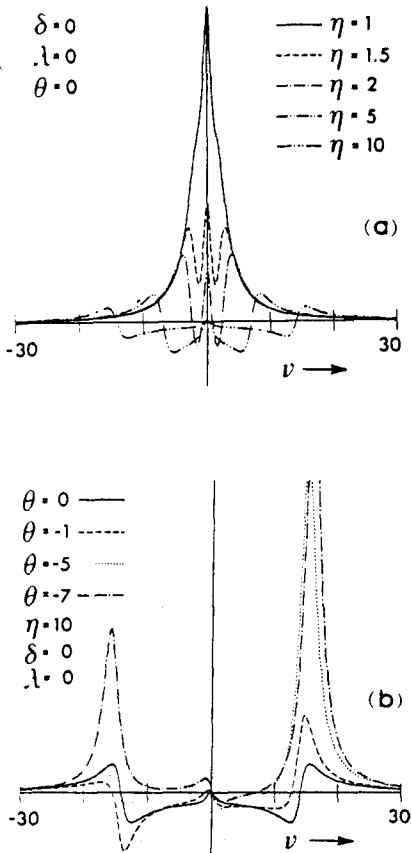 δ = 0
λ = 0
θ = 0
η = 1
η = 1.5
η = 2
η = 5
η = 10
(a)
-30
30
ν →
θ = 0
θ = -1
θ = -5
θ = -7
η = 10
δ = 0
λ = 0
(b)
-30
30
ν →